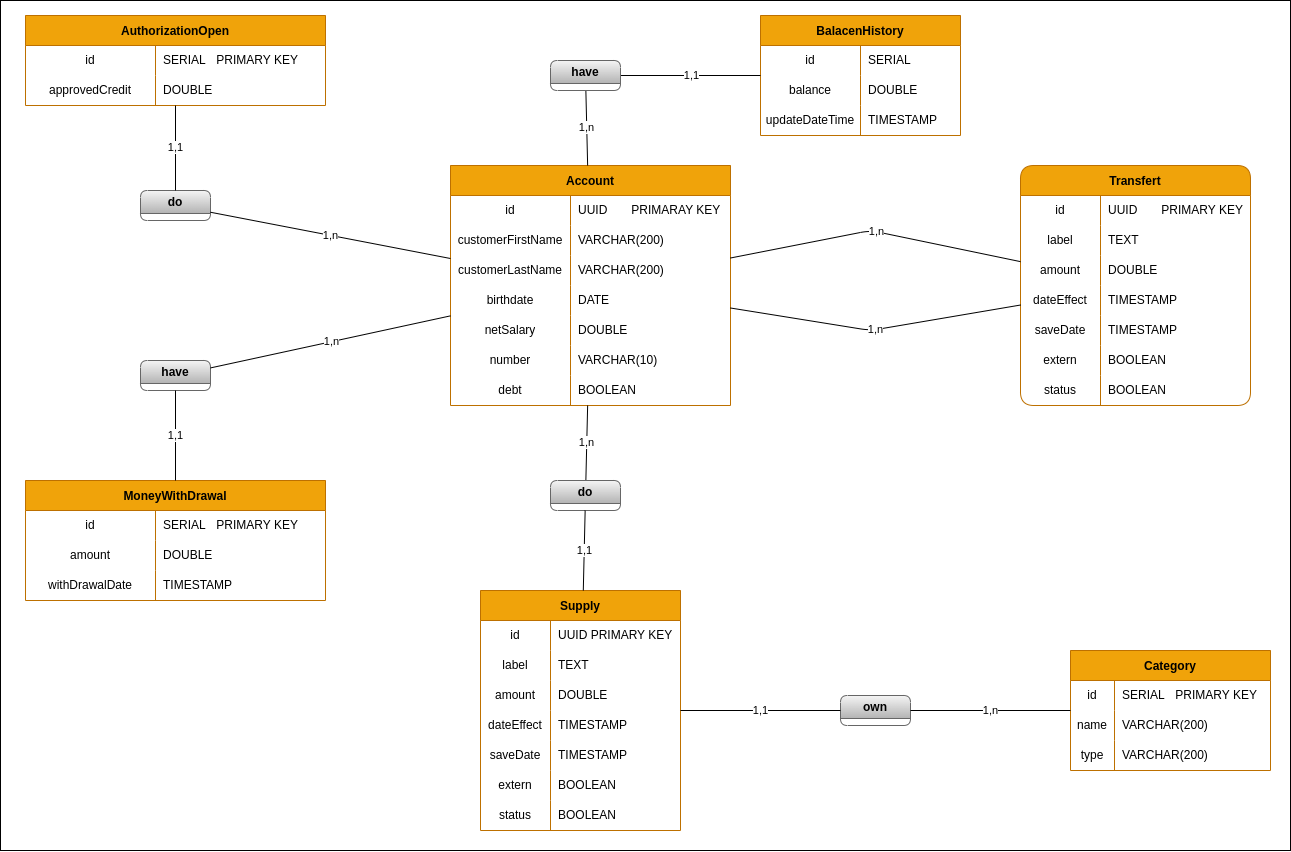 AuthorizationOpen
id SERIAL PRIMARY KEY
approvedCredit DOUBLE
1,1
do
1,n
have
1,1
1,n
BalacenHistory
id SERIAL
balance DOUBLE
updateDateTime TIMESTAMP
Account
id UUID PRIMARAY KEY
customerFirstName VARCHAR(200)
customerLastName VARCHAR(200)
birthdate DATE
netSalary DOUBLE
number VARCHAR(10)
debt BOOLEAN
1,n
1,n
Transfert
id UUID PRIMARY KEY
label TEXT
amount DOUBLE
dateEffect TIMESTAMP
saveDate TIMESTAMP
extern BOOLEAN
status BOOLEAN
1,n
have
1,1
MoneyWithDrawal
id SERIAL PRIMARY KEY
amount DOUBLE
withDrawalDate TIMESTAMP
1,n
do
1,1
Supply
id UUID PRIMARY KEY
label TEXT
amount DOUBLE
dateEffect TIMESTAMP
saveDate TIMESTAMP
extern BOOLEAN
status BOOLEAN
1,1
own
1,n
Category
id SERIAL PRIMARY KEY
name VARCHAR(200)
type VARCHAR(200)